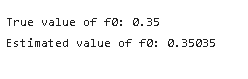 True value of f0: 0.35
Estimated value of f0: 0.35035